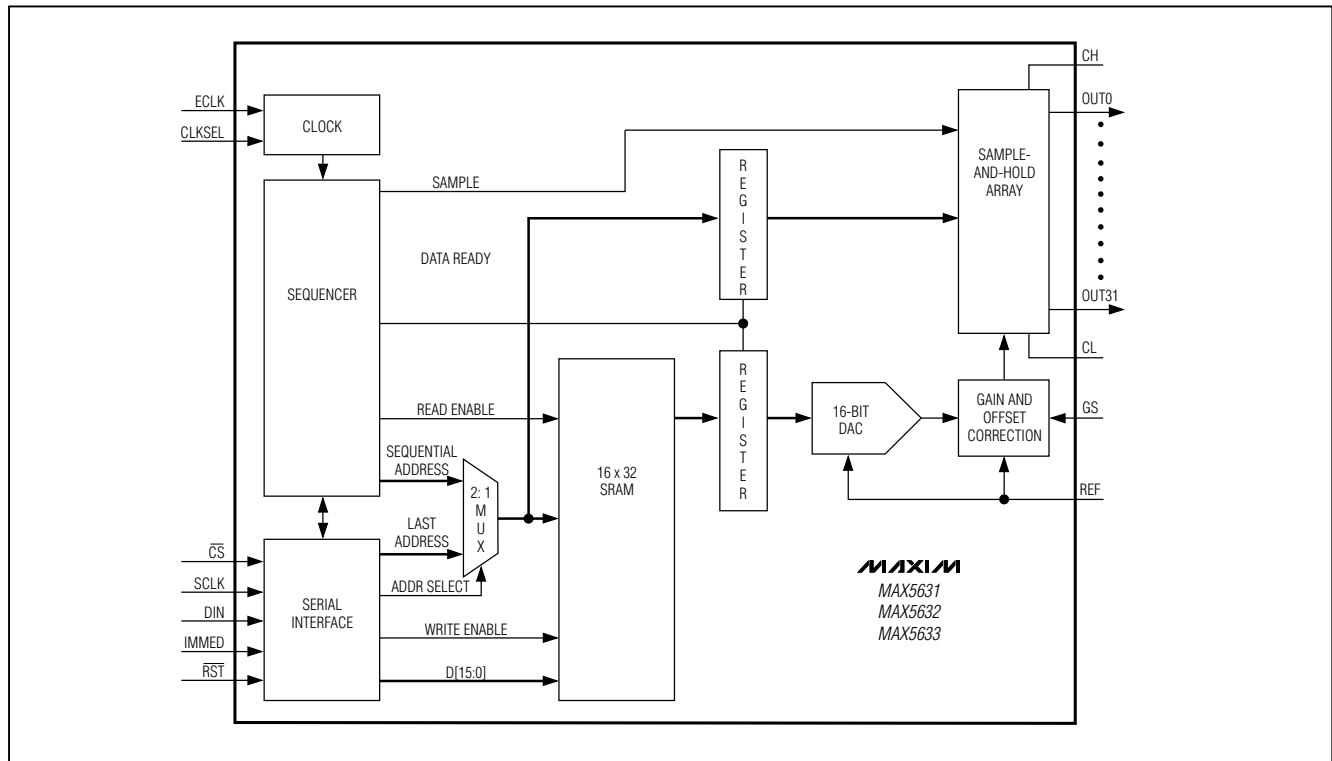 ECLK
CLKSEL
CLOCK
SEQUENCER
SAMPLE
DATA READY
READ ENABLE
SEQUENTIAL
ADDRESS
LAST
ADDRESS
ADDR SELECT
WRITE ENABLE
D[15:0]
2: 1
M
U
X
CS
SCLK
DIN
IMMED
RST
SERIAL
INTERFACE
16 x 32
SRAM
R
E
G
I
S
T
E
R
R
E
G
I
S
T
E
R
16-BIT
DAC
GAIN AND
OFFSET
CORRECTION
SAMPLE-
AND-HOLD
ARRAY
CH
OUT0
OUT31
CL
GS
REF
MAXIM
MAX5631
MAX5632
MAX5633